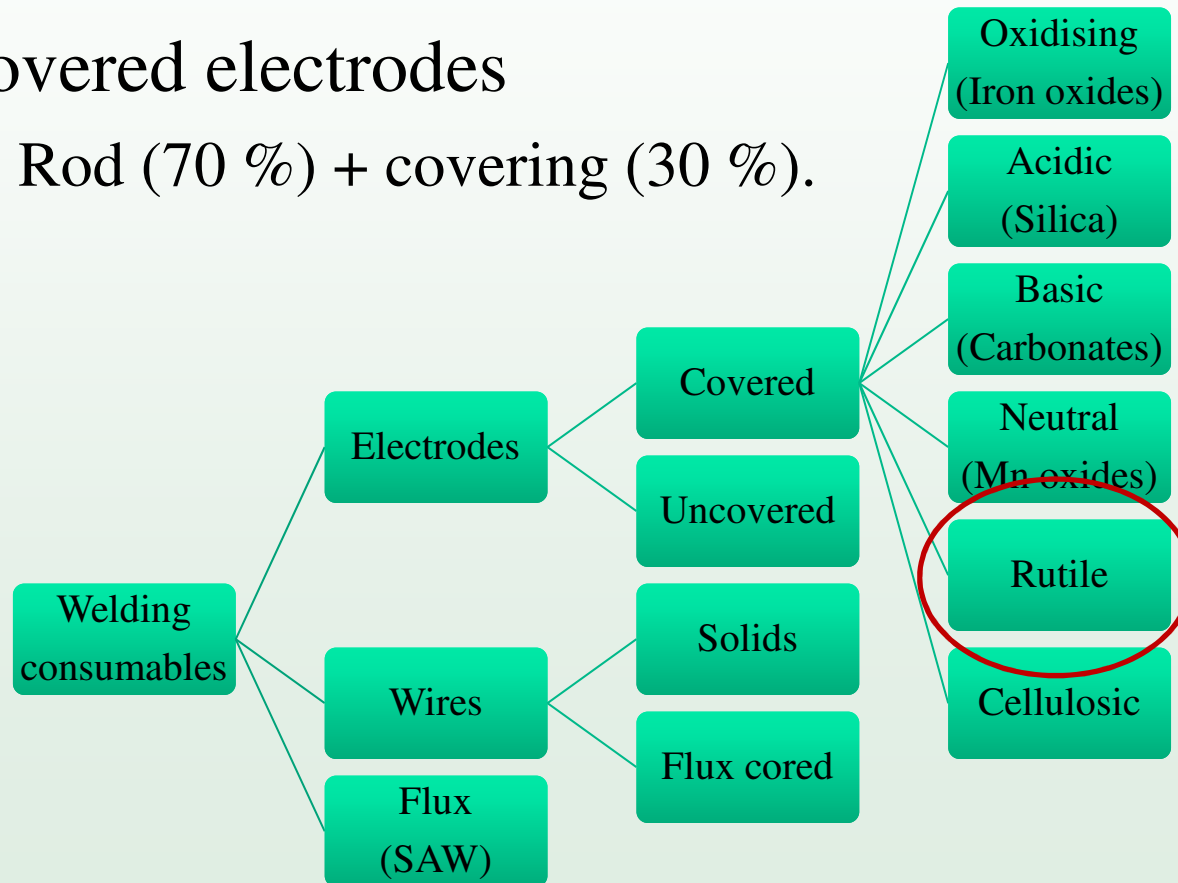 overed electrodes
Rod (70 %) + covering (30 %).
Oxidising
(Iron oxides)
Acidic
(Silica)
Basic
(Carbonates)
Neutral
(Mn oxides)
Rutile
Cellulosic
Covered
Uncovered
Solids
Flux cored
Electrodes
Wires
Flux
(SAW)
Welding
consumables